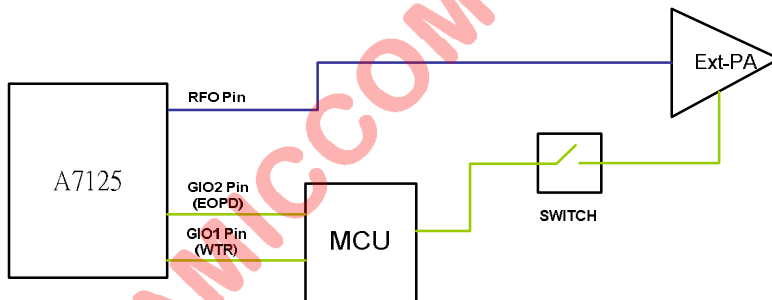 AMICCOM
Ext-PA
RFO Pin
A7125
GIO2 Pin
(EOPD)
GIO1 Pin
(WTR)
MCU
SWITCH